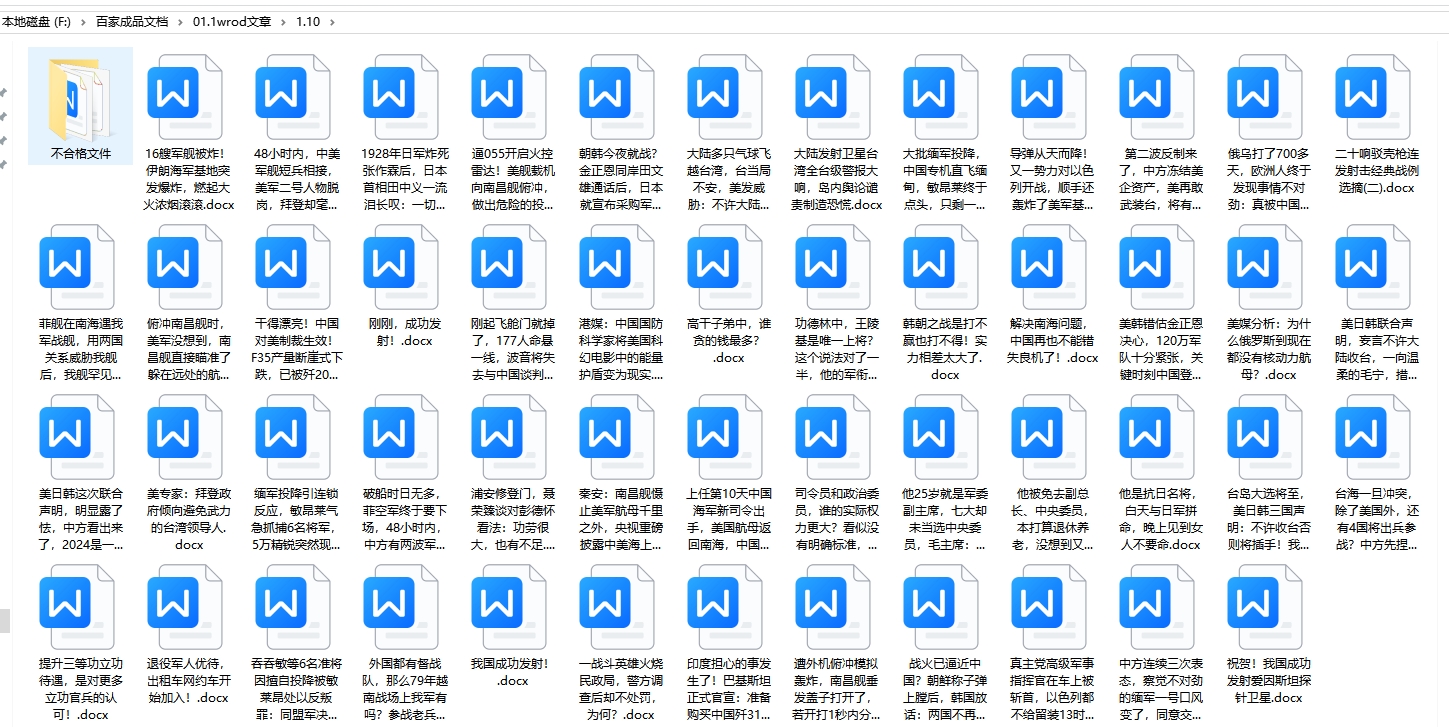 本地磁盘 (F:) > 百家成品文档 > 01.1wrod文章 > 1.10 >
不合格文件
16艘军舰被炸!
伊朗海军基地突
发爆炸，燃起大
火浓烟滚滚.docx
48小时内，中美
军舰短兵相接，
美军二号人物脱
岗，拜登却毫...
1928年日军炸死
张作霖后，日本
首相田中义一流
泪长叹：一切...
逼055开启火控
雷达！美舰载机
向南昌舰俯冲，
做出危险的投...
朝韩今夜就战?
金正恩同岸田文
雄通话后，日本
就宣布采购军...
大陆多只气球飞
越台湾，台当局
不安，美发威
胁：不许大陆...
大陆发射卫星台
湾全台级警报大
响，岛内舆论谴
责制造恐慌.docx
大批缅军投降，
中国专机直飞缅
甸，敏昂莱终于
点头，只剩一...
导弹从天而降！
又一势力对以色
列开战，顺手还
轰炸了美军基...
第二波反制来
了，中方冻结美
企资产，美再敢
武装台，将有...
俄乌打了700多
天，欧洲人终于
发现事情不对
劲：真被中国...
二十响驳壳枪连
发射击经典战例
选摘(二).docx
菲舰在南海遇我
军战舰，用两国
关系威胁我舰
后，我舰罕见...
俯冲南昌舰时，
美军没想到，南
昌舰直接瞄准了
躲在远处的航...
干得漂亮！中国
对美制裁生效！
F35产量断崖式下
跌，已被歼20...
刚刚，成功发
射！.docx
刚起飞舱门就掉
了，177人命悬
一线，波音将失
去与中国谈判...
港媒：中国国防
科学家将美国科
幻电影中的能量
护盾变为现实....
高干子弟中，谁
贪的钱最多?
.docx
功德林中，王陵
基是唯一上将?
这个说法对了一
半，他的军衔...
韩朝之战是打不
赢也打不得！实
力相差太大了.
docx
解决南海问题，
中国再也不能错
失良机了！.docx
美韩错估金正恩
决心，120万军
队十分紧张，关
键时刻中国登...
美媒分析：为什
么俄罗斯到现在
都没有核动力航
母？.docx
美日韩联合声
明，妄言不许大
陆收台，一向温
柔的毛宁，措...
美日韩这次联合
声明，明显露了
怯，中方看出来
了，2024是一...
美专家：拜登政
府倾向避免武力
的台湾领导人.
docx
缅军投降引连锁
反应，敏昂莱气
急抓捕6名将军，
5万精锐突然现...
破船时日无多，
菲空军终于要下
场，48小时内，
中方有两波军...
浦安修登门，聂
荣臻谈对彭德怀
看法：功劳很
大，也有不足....
秦安：南昌舰慑
止美军航母千里
之外，央视重磅
披露中美海上...
上任第10天中国
海军新司令出
手，美国航母返
回南海，中国...
司令员和政治委
员，谁的实际权
力更大？看似没
有明确标准，...
他25岁就是军委
副主席，七大却
未当选中央委
员，毛主席：...
他被免去副总
长、中央委员，
本打算退休养
老，没想到又...
他是抗日名将，
白天与日军拼
命，晚上见到女
人不要命.docx
台岛大选将至，
美日韩三国声
明：不许收台否
则将插手！我...
台海一旦冲突，
除了美国外，还
有4国将出兵参
战？中方先捏...
提升三等功立功
待遇，是对更多
立功官兵的认
可！.docx
退役军人优待，
出租车网约车开
始加入！.docx
吞吞敏等6名准将
因擅自投降被敏
莱昂处以反叛
罪：同盟军决...
外国都有督战
队，那么79年越
南战场上我军有
吗？参战老兵...
我国成功发射！
.docx
一战斗英雄火烧
民政局，警方调
查后却不处罚，
为何？.docx
印度担心的事发
生了！巴基斯坦
正式官宣：准备
购买中国歼31...
遭外机俯冲模拟
轰炸，南昌舰垂
发盖子打开了，
若开打1秒内分...
战火已逼近中
国？朝鲜称子弹
上膛后，韩国放
话：两国不再...
真主党高级军事
指挥官在车上被
斩首，以色列都
不给留装13时...
中方连续三次表
态，察觉不对劲
的缅军一号口风
变了，同意交...
祝贺！我国成功
发射爱因斯坦探
针卫星.docx